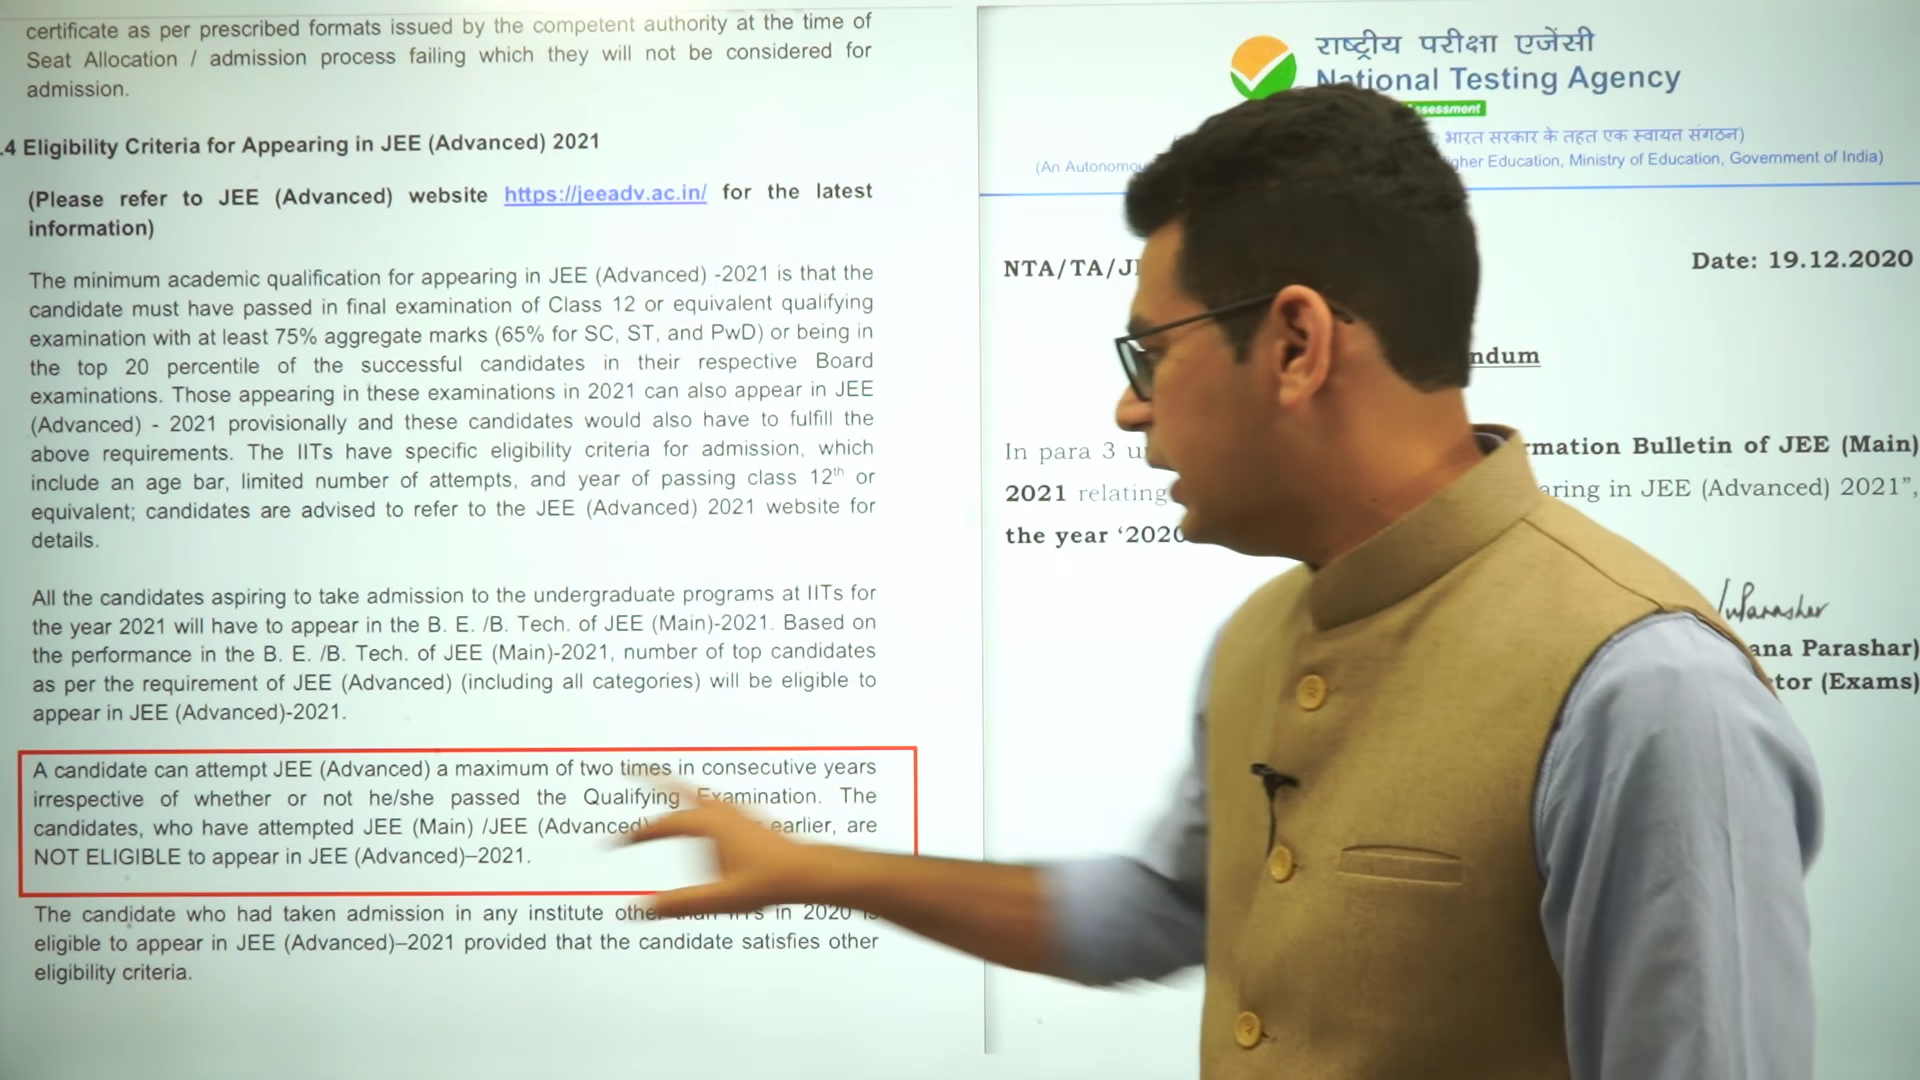 certificate as per prescribed formats issued by the competent authority at the time of
Seat Allocation / admission process failing which they will not be considered for
admission.
.4 Eligibility Criteria for Appearing in JEE (Advanced) 2021
(Please refer to JEE (Advanced) website https://jeeadv.ac.in/ for the latest
information)
The minimum academic qualification for appearing in JEE (Advanced) -2021 is that the
candidate must have passed in final examination of Class 12 or equivalent qualifying
examination with at least 75% aggregate marks (65% for SC, ST, and PwD) or being in
the top 20 percentile of the successful candidates in their respective Board
examinations. Those appearing in these examinations in 2021 can also appear in JEE
(Advanced) - 2021 provisionally and these candidates would also have to fulfill the
above requirements. The IITs have specific eligibility criteria for admission, which
include an age bar, limited number of attempts, and year of passing class 12th or
equivalent; candidates are advised to refer to the JEE (Advanced) 2021 website for
details.
All the candidates aspiring to take admission to the undergraduate programs at IITs for
the year 2021 will have to appear in the B. E. /B. Tech. of JEE (Main)-2021. Based on
the performance in the B. E. /B. Tech. of JEE (Main)-2021, number of top candidates
as per the requirement of JEE (Advanced) (including all categories) will be eligible to
appear in JEE (Advanced)-2021.
A candidate can attempt JEE (Advanced) a maximum of two times in consecutive years
irrespective of whether or not he/she passed the Qualifying Examination. The
candidates, who have attempted JEE (Main) /JEE (Advanced) earlier, are
NOT ELIGIBLE to appear in JEE (Advanced)–2021.
The candidate who had taken admission in any institute other than IITs in 2020 is
eligible to appear in JEE (Advanced)–2021 provided that the candidate satisfies other
eligibility criteria.
राष्ट्रीय परीक्षा एजेंसी
National Testing Agency
भारत सरकार के तहत एक स्वायत संगठन)
(An Higher Education, Ministry of Education, Government of India)
NTA/TA/ Date: 19.12.2020
In para 3 Bulletin of JEE (Main)
2021 relating in JEE (Advanced) 2021”,
the year ‘2020
Parashar)
(Exams)